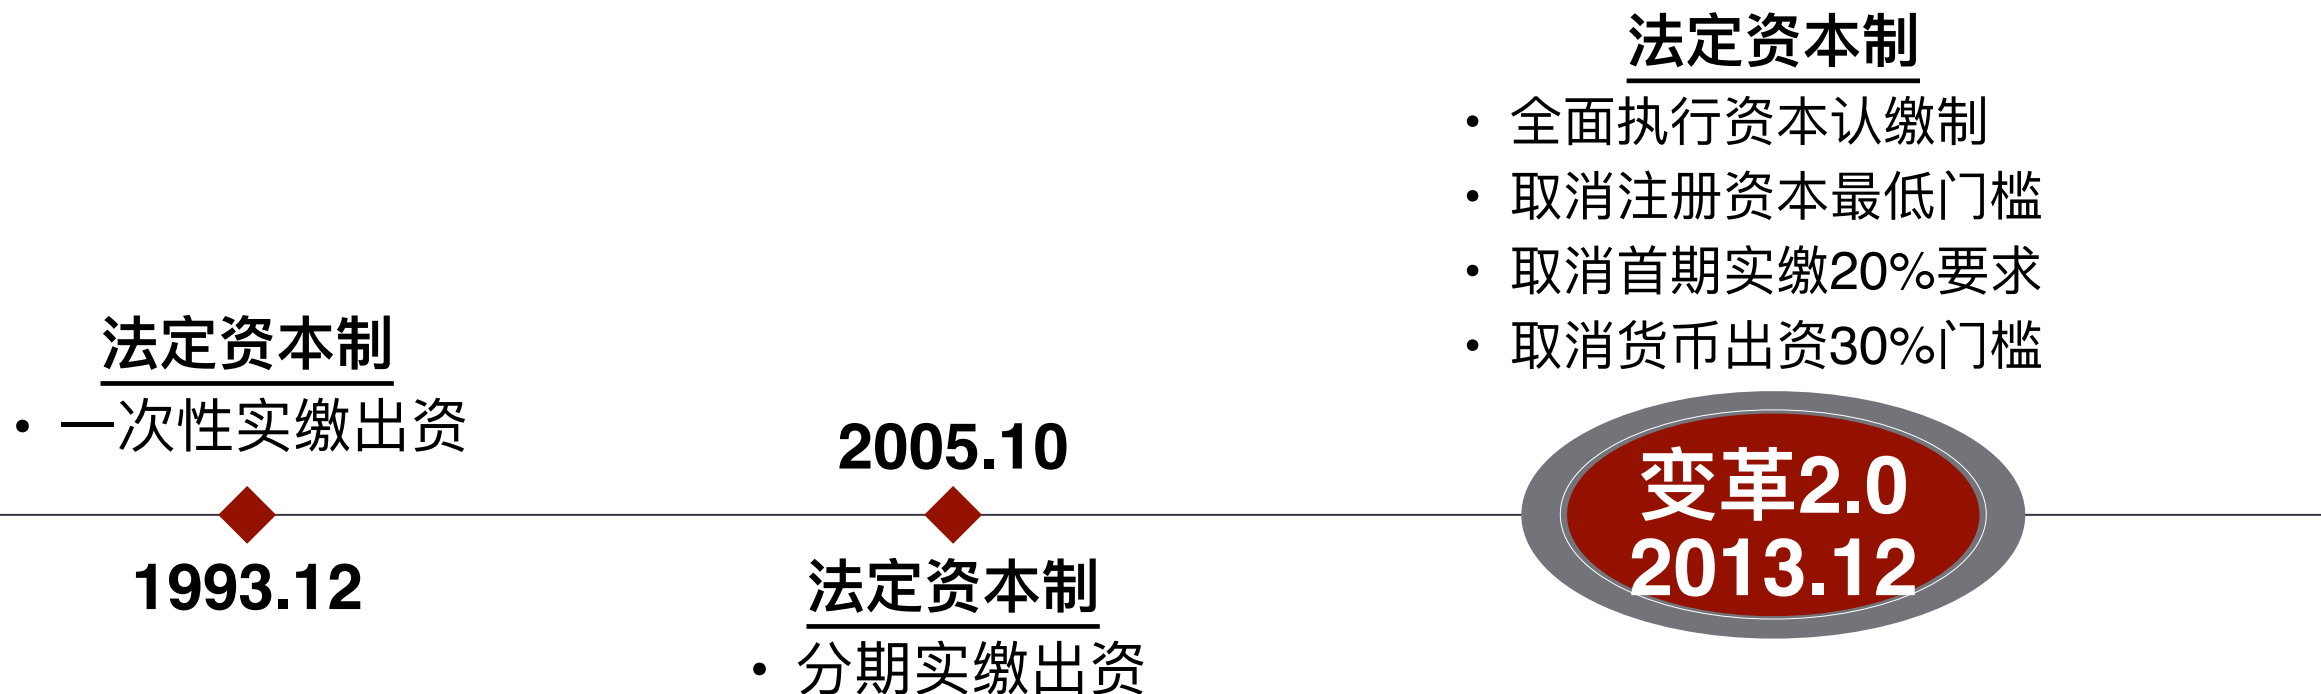 法定资本制
• 一次性实缴出资
1993.12
2005.10
法定资本制
• 分期实缴出资
法定资本制
• 全面执行资本认缴制
• 取消注册资本最低门槛
• 取消首期实缴20%要求
• 取消货币出资30%门槛
变革2.0
2013.12